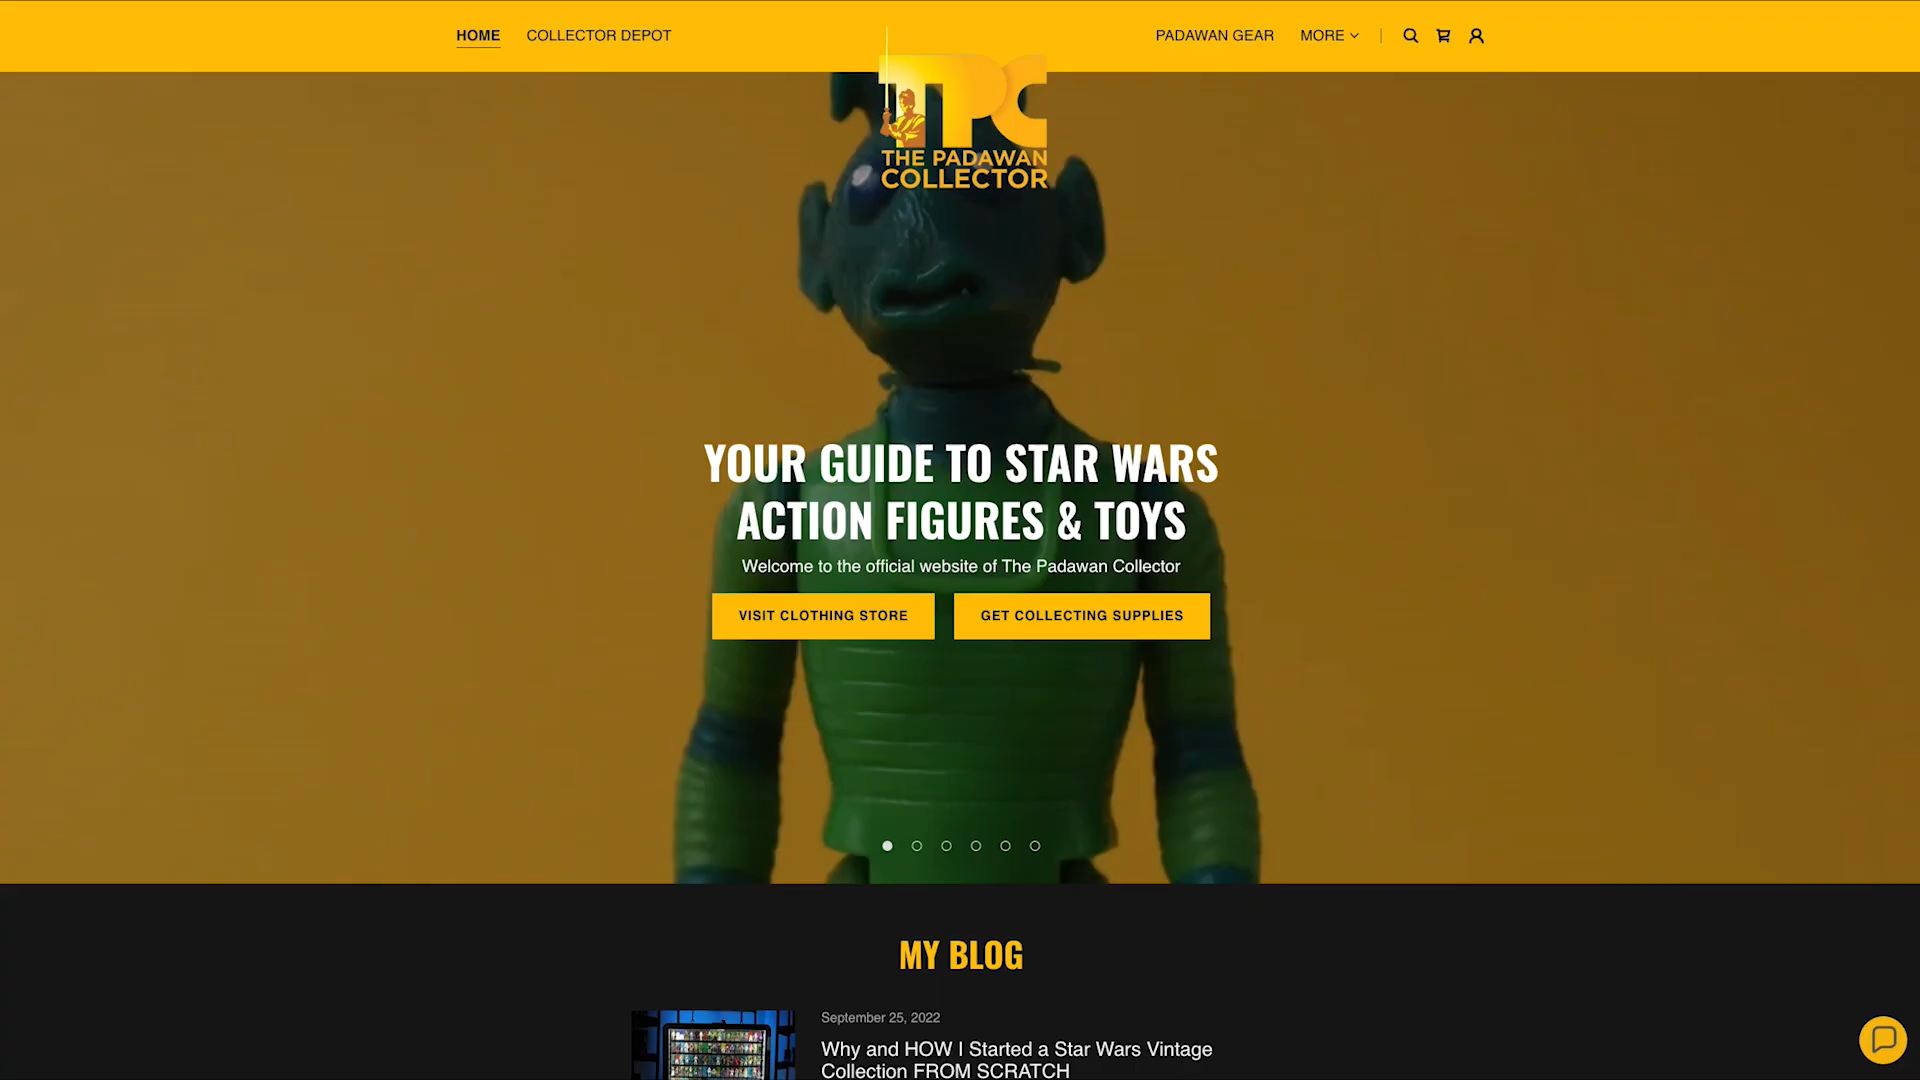 HOME
COLLECTOR DEPOT
PADAWAN GEAR
MORE
TPC
THE PADAWAN
COLLECTOR
YOUR GUIDE TO STAR WARS
ACTION FIGURES & TOYS
Welcome to the official website of The Padawan Collector
VISIT CLOTHING STORE
GET COLLECTING SUPPLIES
MY BLOG
September 25, 2022
Why and HOW I Started a Star Wars Vintage
Collection FROM SCRATCH